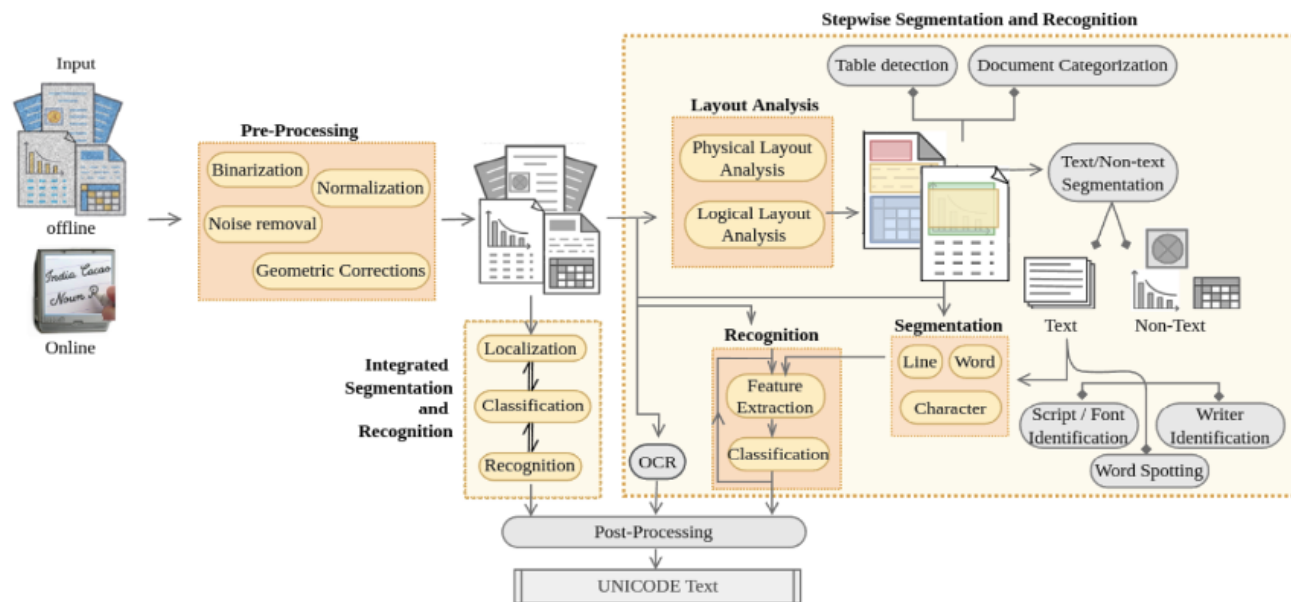 Stepwise Segmentation and Recognition
Input
Table detection
Document Categorization
Layout Analysis
Pre-Processing
Physical Layout
Analysis
Binarization
Normalization
Text/Non-text
Segmentation
Noise removal
Logical Layout
Analysis
offline
Geometric Corrections
India Cacao
Noun R
Online
Text
Non-Text
Recognition
Segmentation
Localization
Integrated
Segmentation
and
Recognition
Line
Word
Feature
Extraction
Classification
Character
Script / Font
Identification
Writer
Identification
Classification
Recognition
OCR
Word Spotting
Post-Processing
UNICODE Text